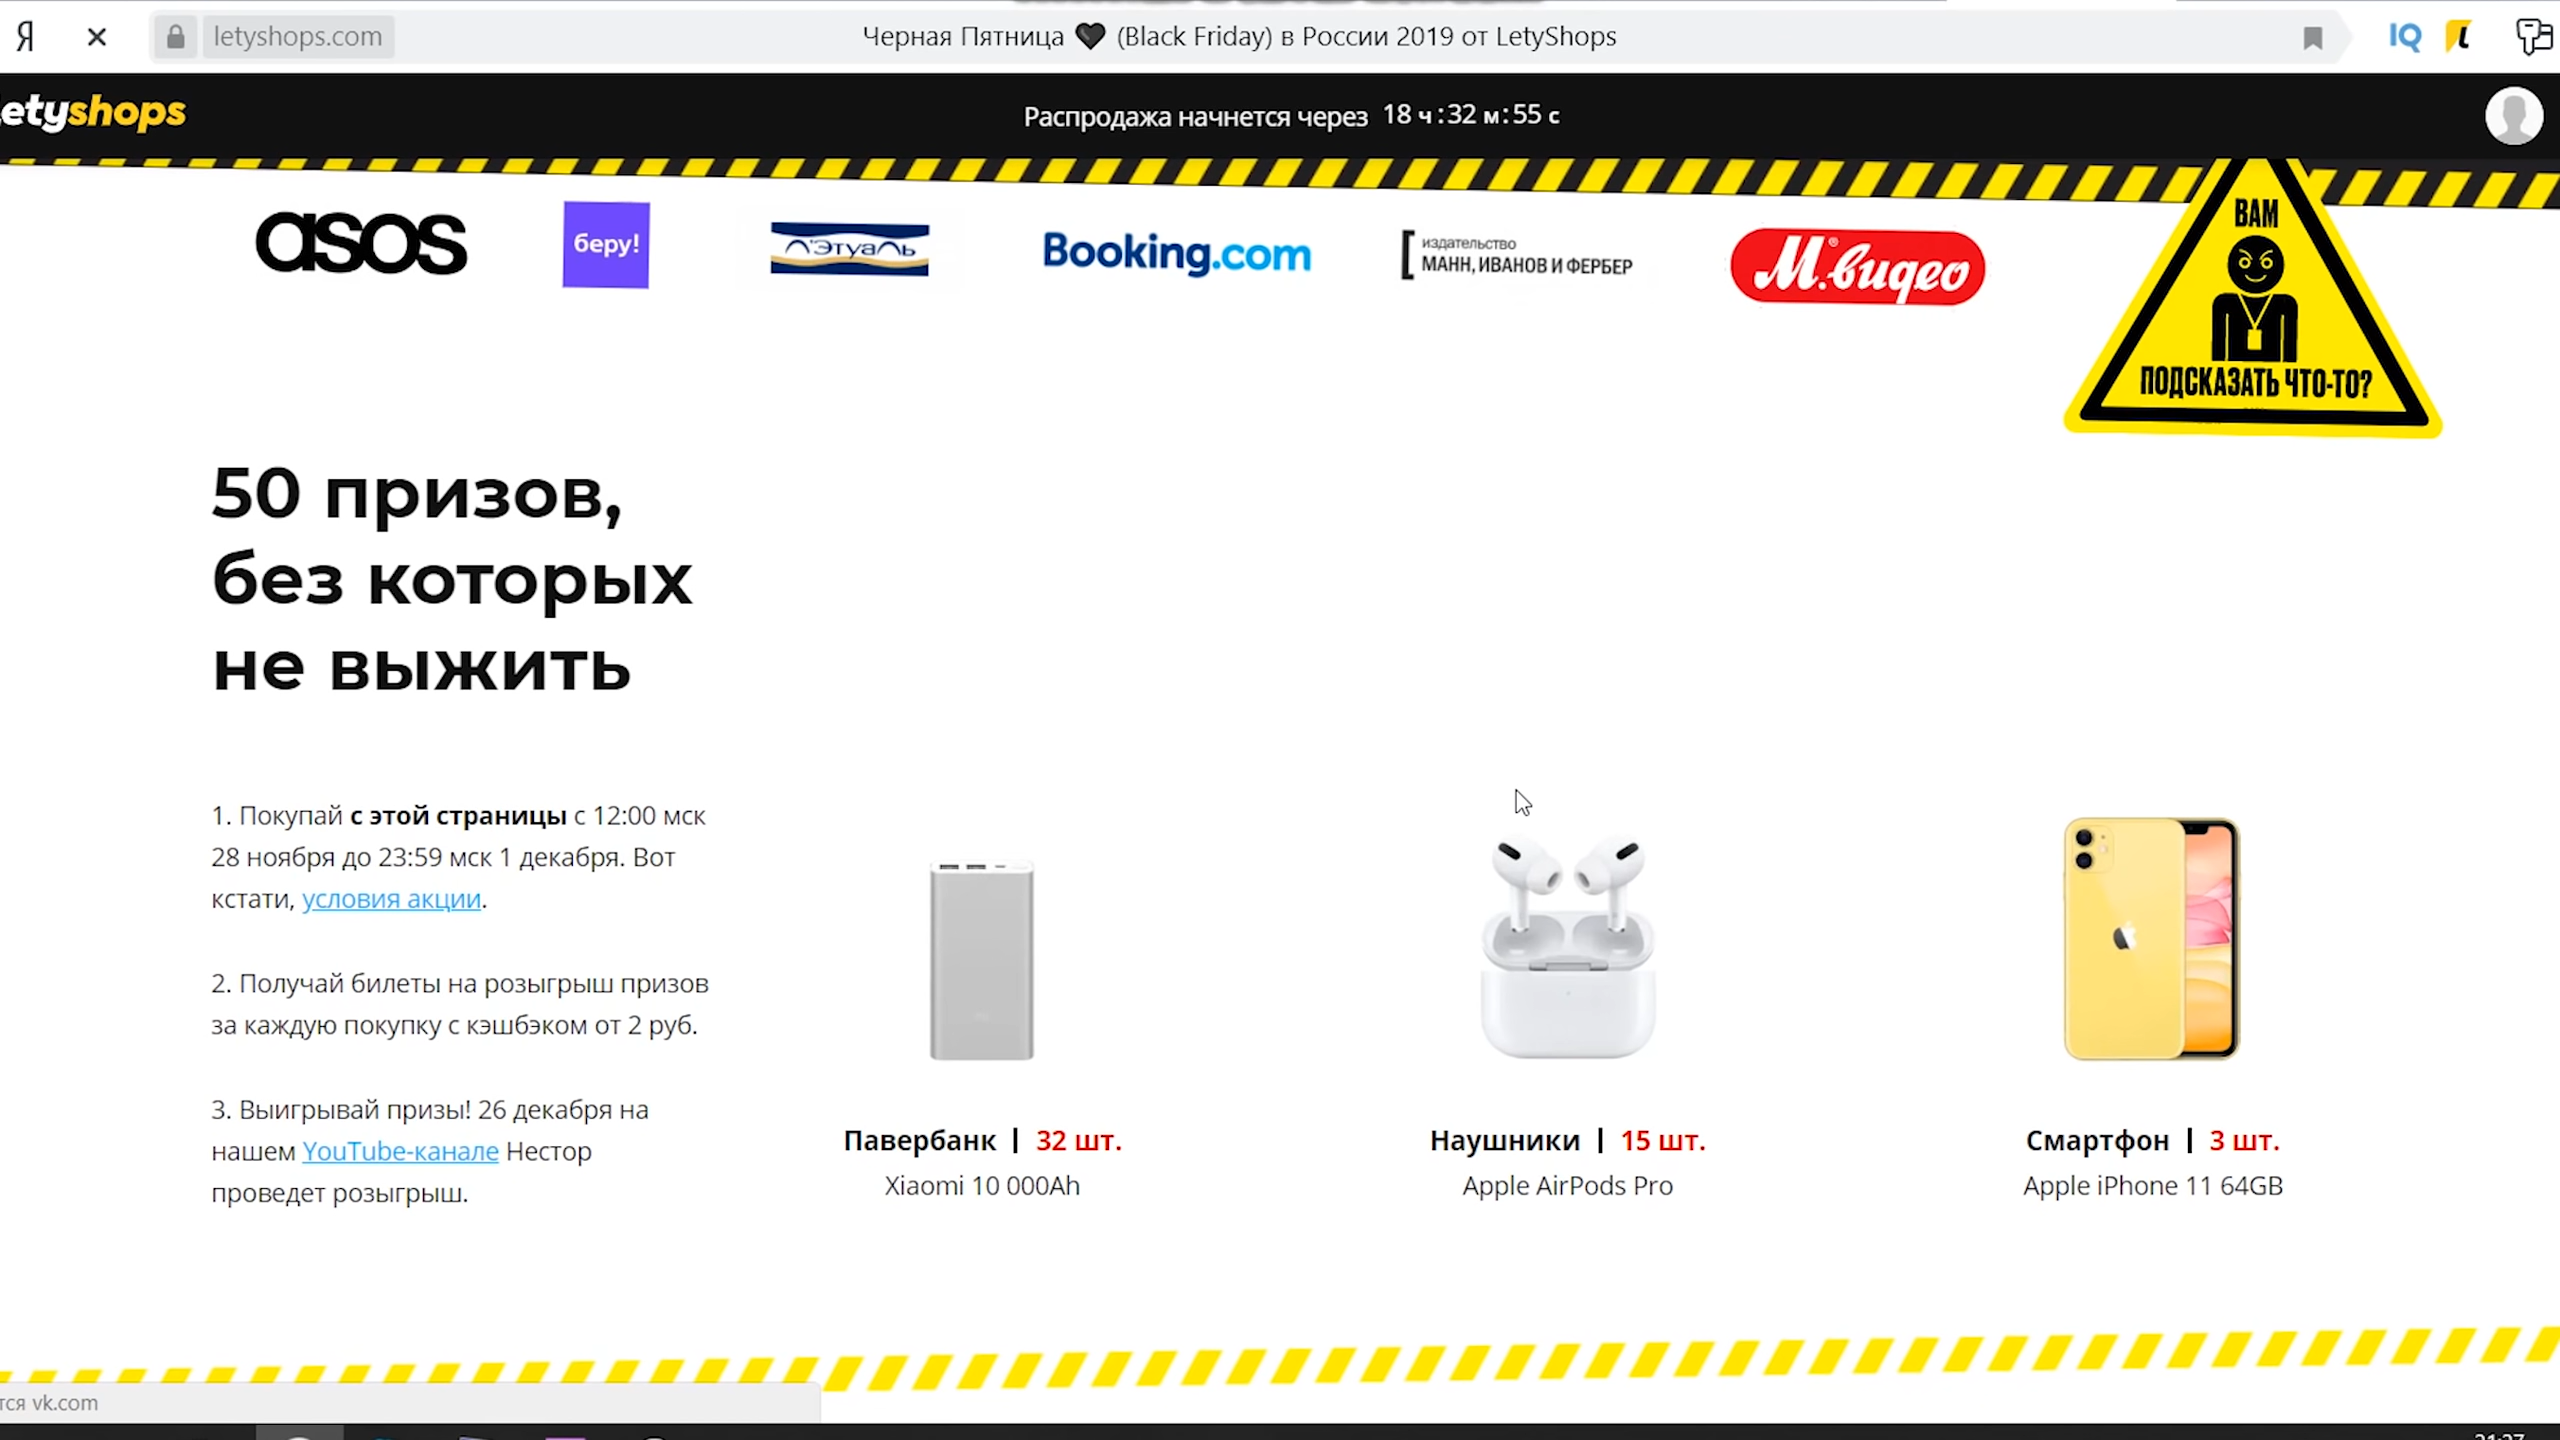 Я
letyshops.com
Черная Пятница 🖤 (Black Friday) в России 2019 от LetyShops
IQ
etyshops
Распродажа начнется через 18 ч : 32 м : 55 с
asos
беру!
Л'Этуаль
Booking.com
издательство
МАНН, ИВАНОВ И ФЕРБЕР
М.видео
ВАМ
ПОДСКАЗАТЬ ЧТО-ТО?
50 призов,
без которых
не выжить
1. Покупай с этой страницы с 12:00 мск
28 ноября до 23:59 мск 1 декабря. Вот
кстати, условия акции.
2. Получай билеты на розыгрыш призов
за каждую покупку с кэшбэком от 2 руб.
3. Выигрывай призы! 26 декабря на
нашем YouTube-канале Нестор
проведет розыгрыш.
Павербанк | 32 шт.
Xiaomi 10 000Ah
Наушники | 15 шт.
Apple AirPods Pro
Смартфон | 3 шт.
Apple iPhone 11 64GB
тся vk.com